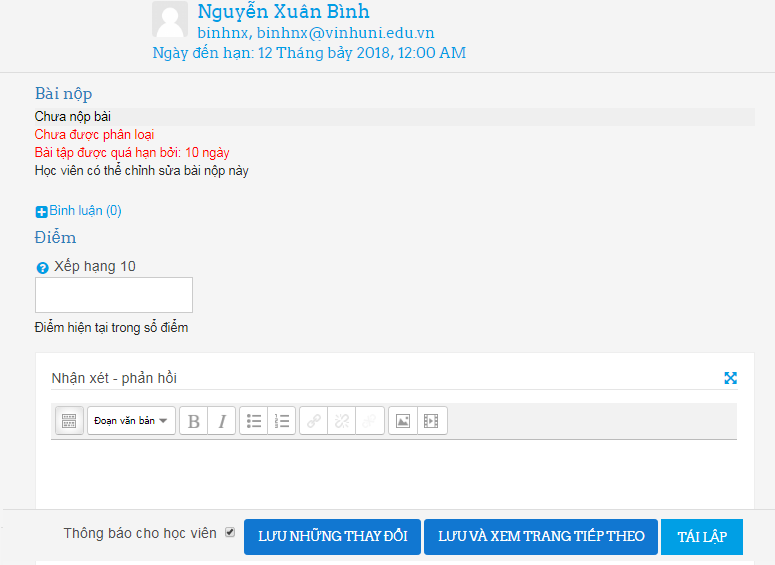 Nguyễn Xuân Bình
binhnx, binhnx@vinhuni.edu.vn
Ngày đến hạn: 12 Tháng bảy 2018, 12:00 AM
Bài nộp
Chưa nộp bài
Chưa được phân loại
Bài tập được quá hạn bởi: 10 ngày
Học viên có thể chỉnh sửa bài nộp này
Bình luận (0)
Điểm
Xếp hạng 10
Điểm hiện tại trong sổ điểm
Nhận xét - phản hồi
Đoạn văn bản B I
Thông báo cho học viên LƯU NHỮNG THAY ĐỔI LƯU VÀ XEM TRANG TIẾP THEO TÁI LẬP